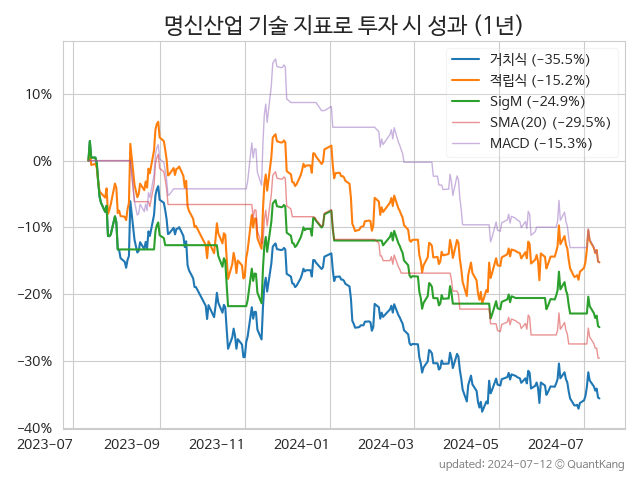 명신산업 기술 지표로 투자 시 성과 (1년)
거치식 (−35.5%)
적립식 (−15.2%)
SigM (−24.9%)
SMA(20) (−29.5%)
MACD (−15.3%)
10%
0%
−10%
−20%
−30%
−40%
2023-07 2023-09 2023-11 2024-01 2024-03 2024-05 2024-07
updated: 2024-07-12 © QuantKang